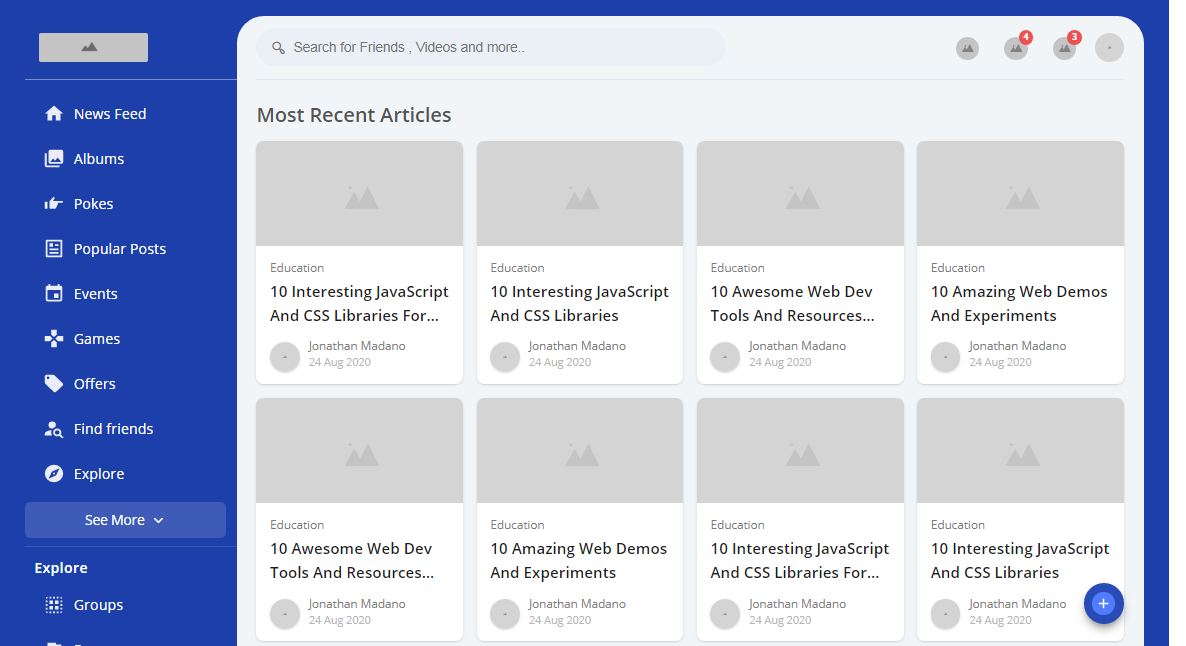 Search for Friends , Videos and more..
4
3
News Feed
Albums
Pokes
Popular Posts
Events
Games
Offers
Find friends
Explore
See More
Explore
Groups
Most Recent Articles
Education
10 Interesting JavaScript
And CSS Libraries For...
Jonathan Madano
24 Aug 2020
Education
10 Interesting JavaScript
And CSS Libraries
Jonathan Madano
24 Aug 2020
Education
10 Awesome Web Dev
Tools And Resources...
Jonathan Madano
24 Aug 2020
Education
10 Amazing Web Demos
And Experiments
Jonathan Madano
24 Aug 2020
Education
10 Awesome Web Dev
Tools And Resources...
Jonathan Madano
24 Aug 2020
Education
10 Amazing Web Demos
And Experiments
Jonathan Madano
24 Aug 2020
Education
10 Interesting JavaScript
And CSS Libraries For...
Jonathan Madano
24 Aug 2020
Education
10 Interesting JavaScript
And CSS Libraries
Jonathan Madano
24 Aug 2020